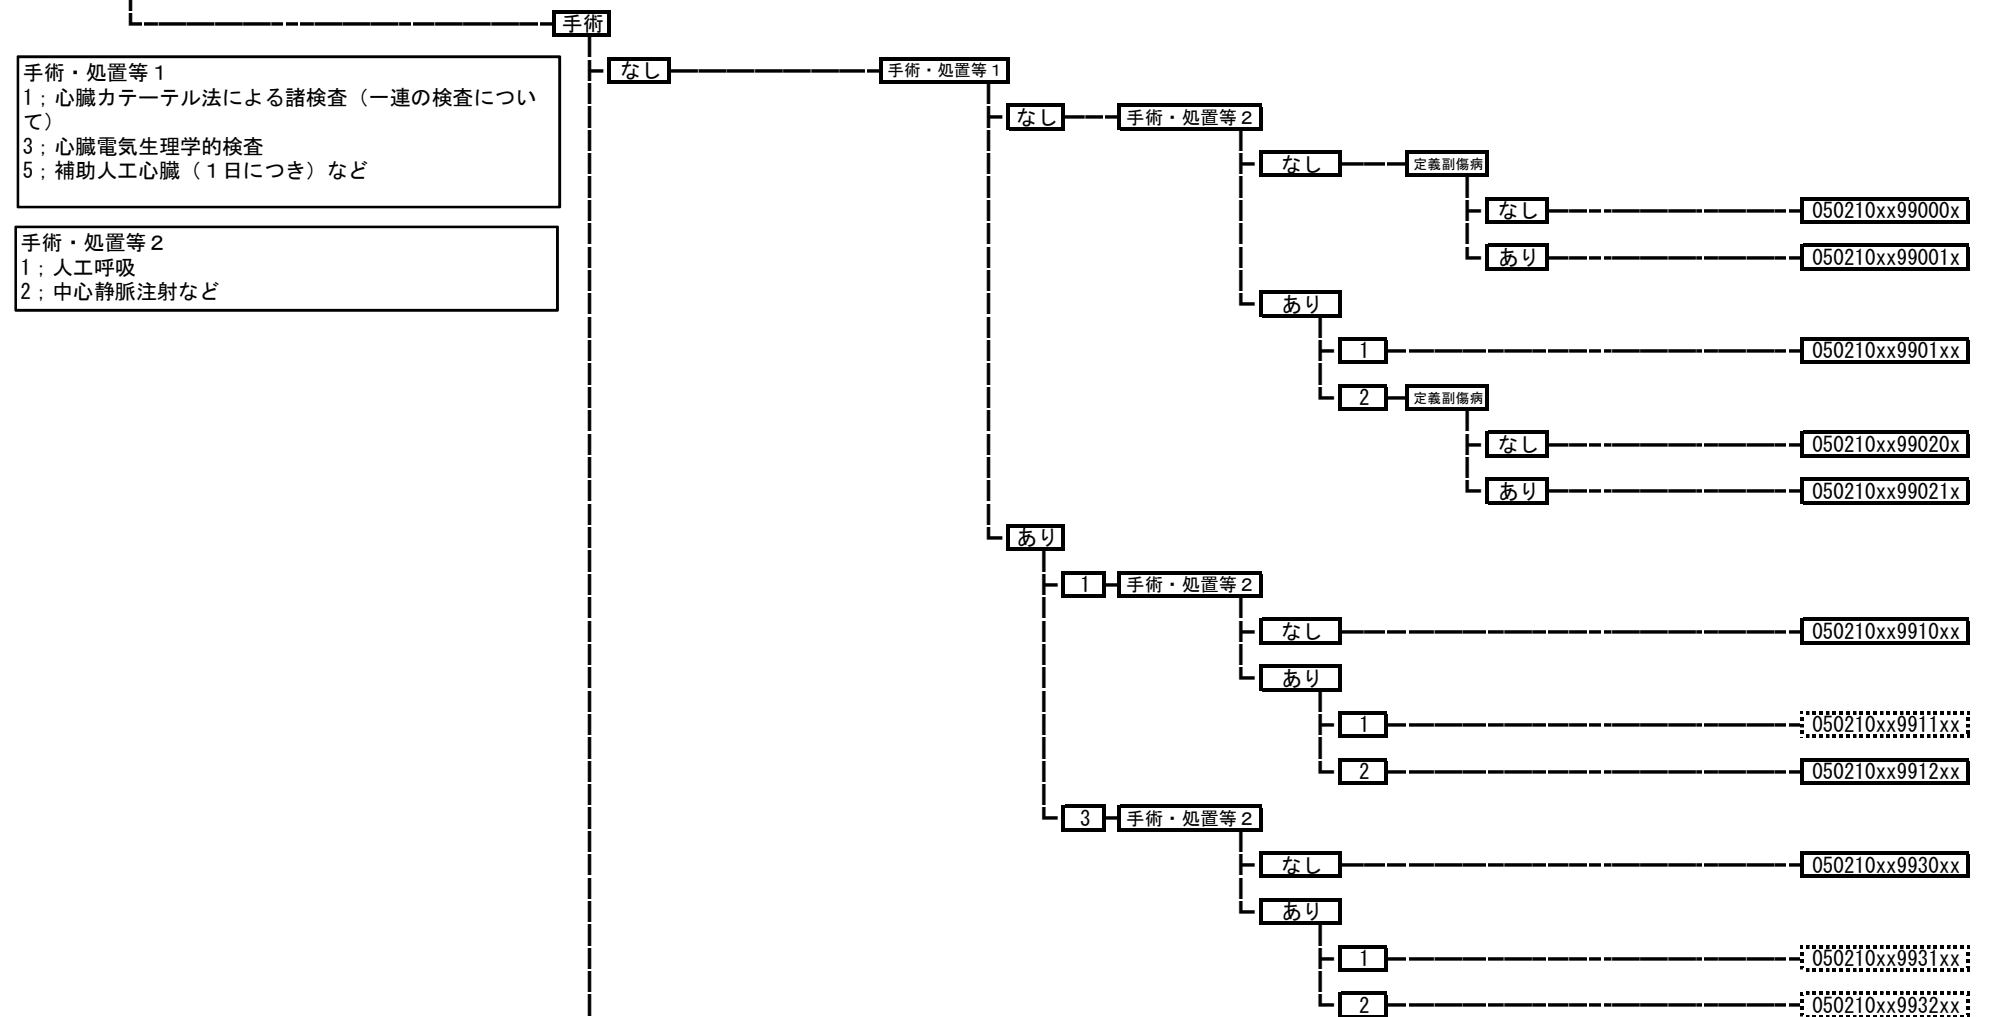 手術
手術・処置等１
1；心臓カテーテル法による諸検査（一連の検査につい
て）
3；心臓電気生理学的検査
5；補助人工心臓（１日につき）など
なし
手術・処置等１
なし
手術・処置等２
手術・処置等２
1；人工呼吸
2；中心静脈注射など
なし
定義副傷病
なし
050210xx99000x
あり
050210xx99001x
あり
1
050210xx9901xx
2
定義副傷病
なし
050210xx99020x
あり
050210xx99021x
あり
1
手術・処置等２
なし
050210xx9910xx
あり
1
050210xx9911xx
2
050210xx9912xx
3
手術・処置等２
なし
050210xx9930xx
あり
1
050210xx9931xx
2
050210xx9932xx